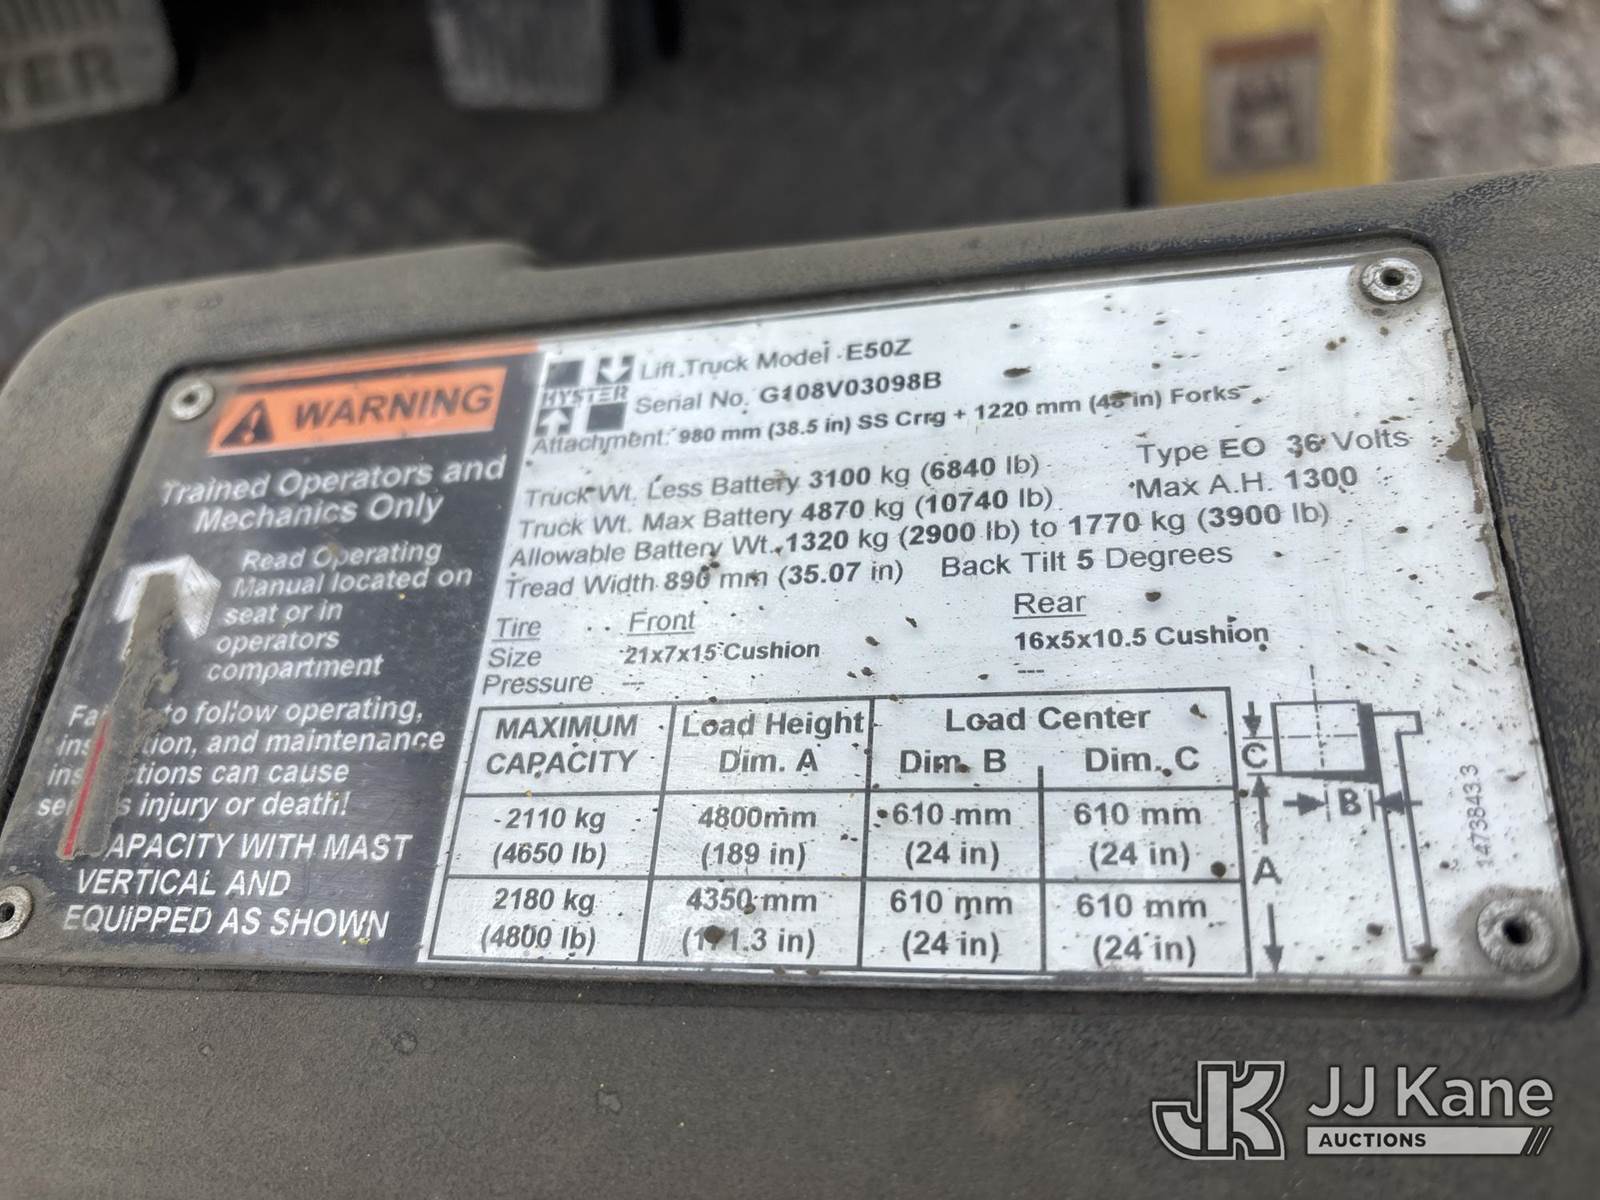 WARNING
Trained Operators and
Mechanics Only
Read Operating
Manual located on
seat or in
operators
compartment
to follow operating,
and maintenance
can cause
injury or death!
CAPACITY WITH MAST
VERTICAL AND
EQUIPPED AS SHOWN
HYSTER
Lift Truck Model E50Z
Serial No. G108V03098B
Attachment: 980 mm (38.5 in) SS Crrg + 1220 mm (48 in) Forks
Truck Wt. Less Battery 3100 kg (6840 lb) Type EO 36 Volts
Truck Wt. Max Battery 4870 kg (10740 lb) Max A.H. 1300
Allowable Battery Wt. 1320 kg (2900 lb) to 1770 kg (3900 lb)
Tread Width 890 mm (35.07 in) Back Tilt 5 Degrees
Tire Front Rear
Size 21x7x15 Cushion 16x5x10.5 Cushion
Pressure --- ---
MAXIMUM Load Height Load Center
CAPACITY Dim. A Dim. B Dim. C
2110 kg 4800mm 610 mm 610 mm
(4650 lb) (189 in) (24 in) (24 in)
2180 kg 4350 mm 610 mm 610 mm
(4800 lb) (171.3 in) (24 in) (24 in)
C
B
A
JK JJ Kane
AUCTIONS